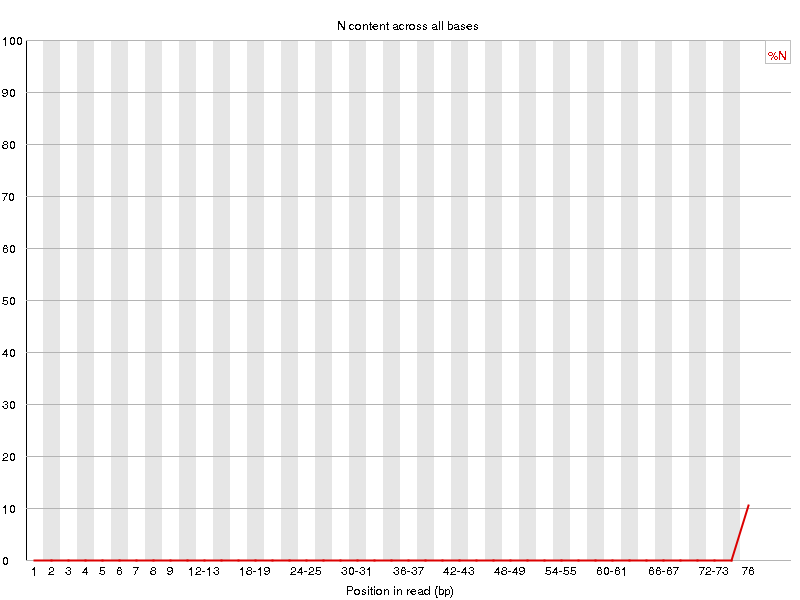 N content across all bases
%N
100
90
80
70
60
50
40
30
20
10
0
1 2 3 4 5 6 7 8 9 12-13 18-19 24-25 30-31 36-37 42-43 48-49 54-55 60-61 66-67 72-73 76
Position in read (bp)